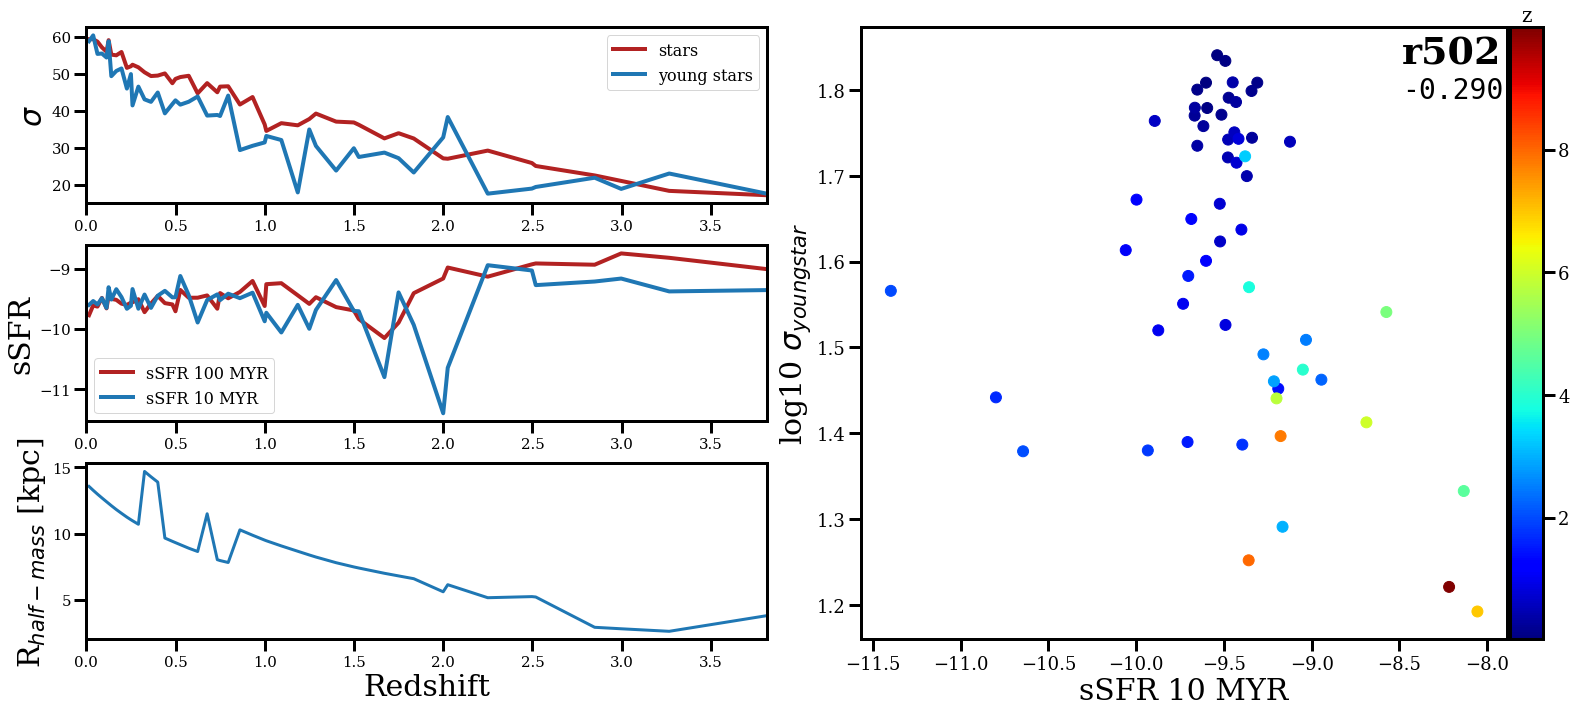 60
50
40
30
20
σ
stars
young stars
0.0 0.5 1.0 1.5 2.0 2.5 3.0 3.5
−9
−10
−11
sSFR
sSFR 100 MYR
sSFR 10 MYR
0.0 0.5 1.0 1.5 2.0 2.5 3.0 3.5
15
10
5
R_{half−mass} [kpc]
0.0 0.5 1.0 1.5 2.0 2.5 3.0 3.5
Redshift
r502
-0.290
1.8
1.7
1.6
1.5
1.4
1.3
1.2
log10 σ_{youngstar}
−11.5 −11.0 −10.5 −10.0 −9.5 −9.0 −8.5 −8.0
sSFR 10 MYR
z
8
6
4
2